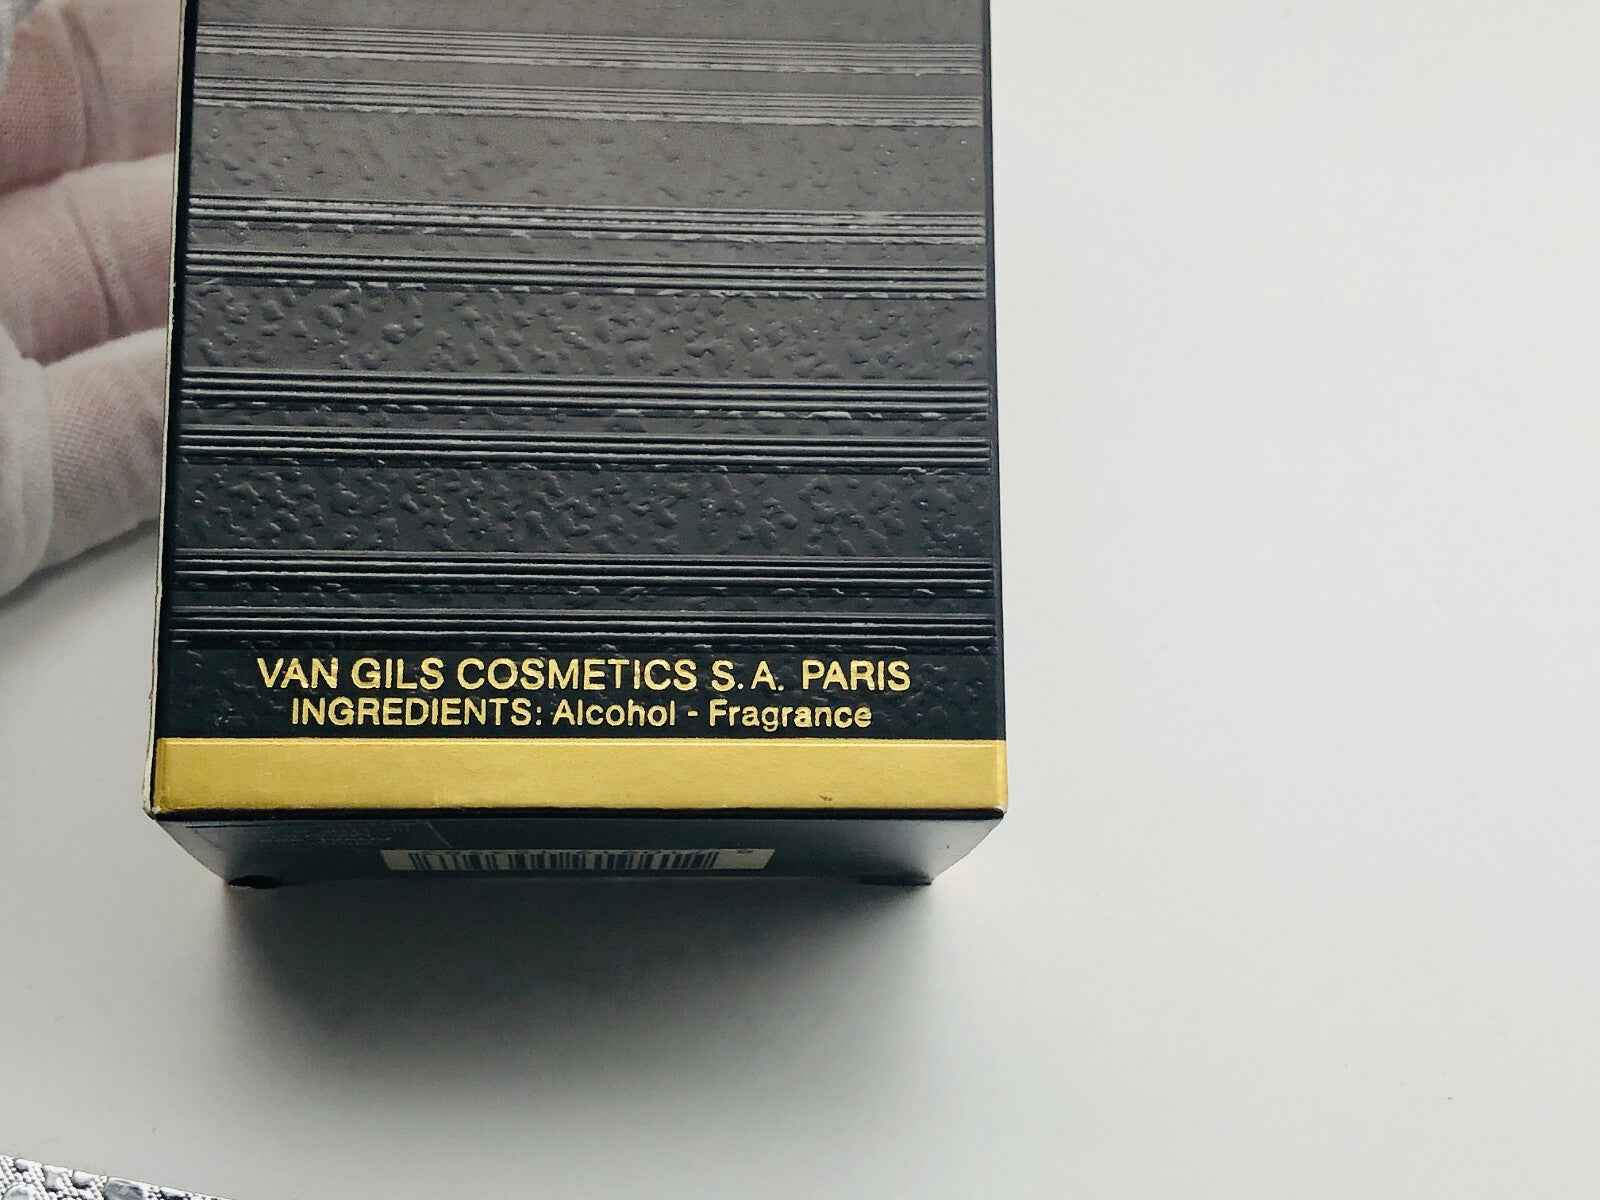 VAN GILS COSMETICS S.A. PARIS
INGREDIENTS: Alcohol - Fragrance